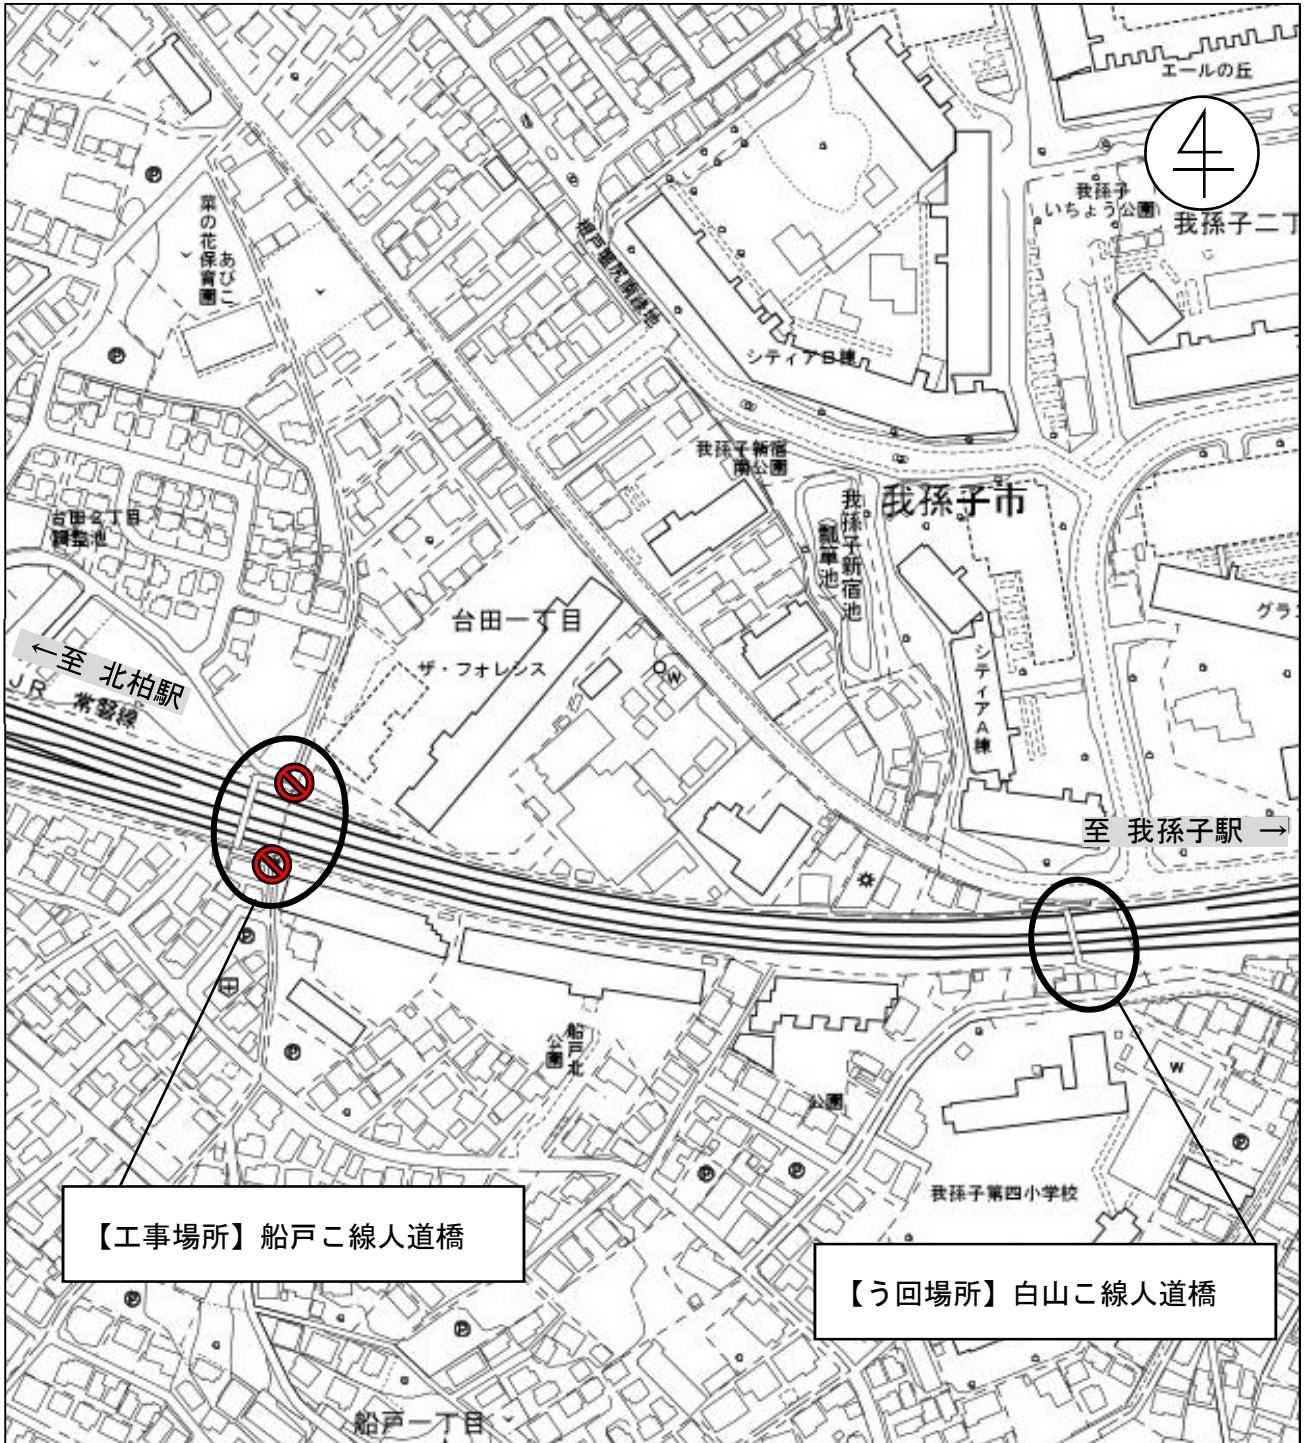 エールの丘
我孫子
いちょう公園
我孫子二丁
あびこ
菜の花保育園
シティアB棟
我孫子新宿
南公園
我孫子市
我孫子新宿池
台田2丁目
調整池
台田一丁目
ザ・フォレシス
W
シティアA棟
グラ
←至 北柏駅
JR 常磐線
至 我孫子駅 →
船戸北
公園
公園
W
我孫子第四小学校
【工事場所】船戸こ線人道橋
【う回場所】白山こ線人道橋
船戸一丁目